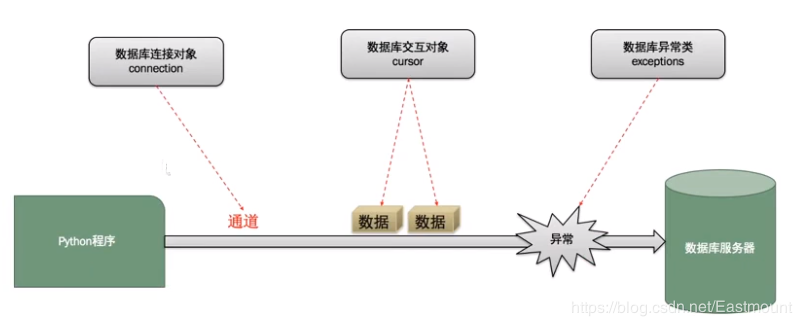 数据库连接对象
connection
数据库交互对象
cursor
数据库异常类
exceptions
通道
数据
数据
Python程序
异常
数据库服务器
https://blog.csdn.net/Eastmount